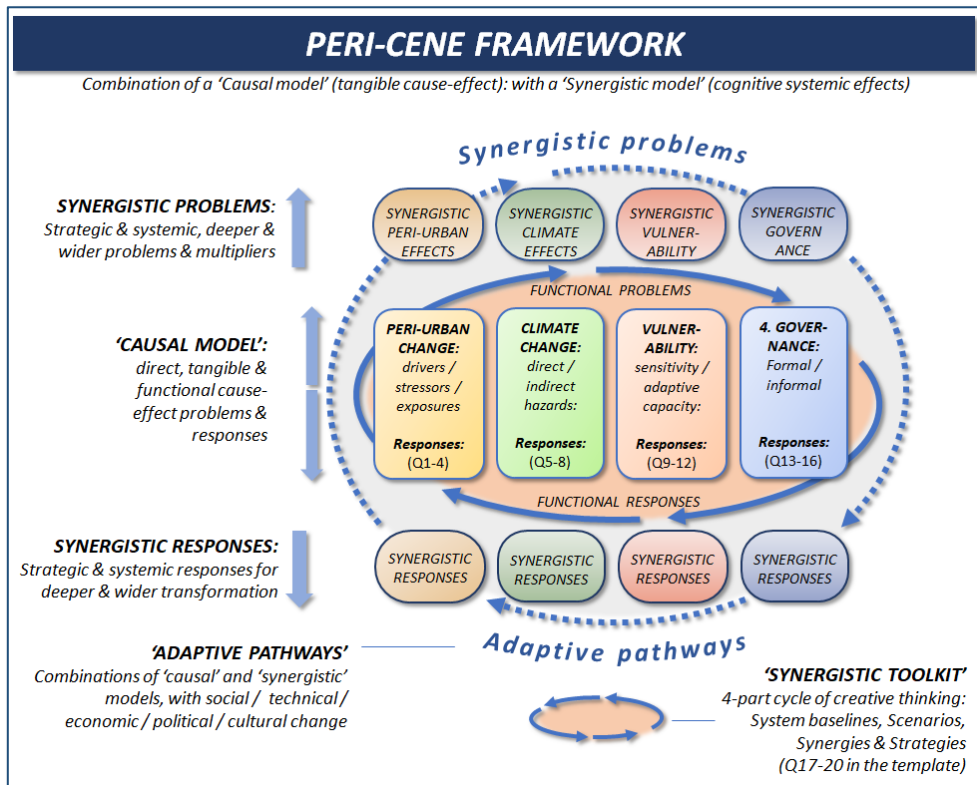 PERI-CENE FRAMEWORK
Combination of a ‘Causal model’ (tangible cause-effect): with a ‘Synergistic model’ (cognitive systemic effects)
Synergistic problems
SYNERGISTIC PROBLEMS:
Strategic & systemic, deeper &
wider problems & multipliers
SYNERGISTIC
PERI-URBAN
EFFECTS
SYNERGISTIC
CLIMATE
EFFECTS
SYNERGISTIC
VULNER-
ABILITY
SYNERGISTIC
GOVERN
ANCE
FUNCTIONAL PROBLEMS
‘CAUSAL MODEL’:
direct, tangible &
functional cause-
effect problems &
responses
PERI-URBAN
CHANGE:
drivers /
stressors /
exposures
Responses:
(Q1-4)
CLIMATE
CHANGE:
direct /
indirect
hazards:
Responses:
(Q5-8)
VULNER-
ABILITY:
sensitivity /
adaptive
capacity:
Responses:
(Q9-12)
4. GOVER-
NANCE:
Formal /
informal
Responses:
(Q13-16)
FUNCTIONAL RESPONSES
SYNERGISTIC RESPONSES:
Strategic & systemic responses for
deeper & wider transformation
SYNERGISTIC
RESPONSES
SYNERGISTIC
RESPONSES
SYNERGISTIC
RESPONSES
SYNERGISTIC
RESPONSES
Adaptive pathways
‘ADAPTIVE PATHWAYS’
Combinations of ‘causal’ and ‘synergistic’
models, with social / technical /
economic / political / cultural change
‘SYNERGISTIC TOOLKIT’
4-part cycle of creative thinking:
System baselines, Scenarios,
Synergies & Strategies
(Q17-20 in the template)